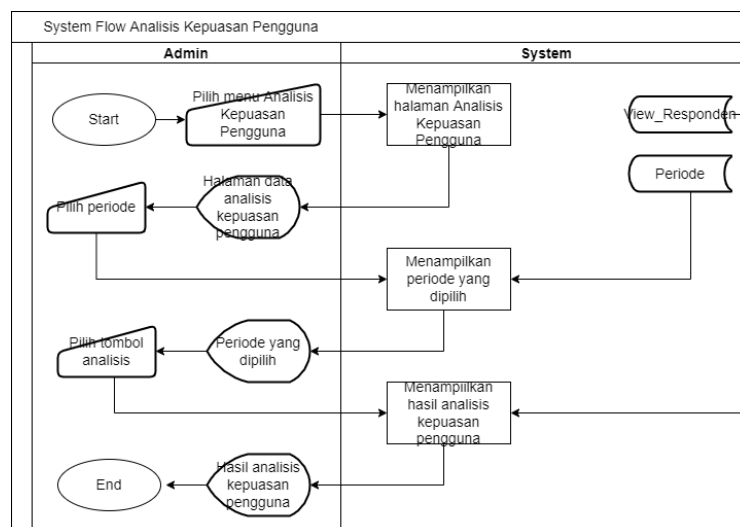 System Flow Analisis Kepuasan Pengguna
Admin
System
Start
Pilih menu Analisis
Kepuasan
Pengguna
Menampilkan
halaman Analisis
Kepuasan
Pengguna
View_Responden
Periode
Halaman data
analisis
kepuasan
pengguna
Pilih periode
Menampilkan
periode yang
dipilih
Periode yang
dipilih
Pilih tombol
analisis
Menampiilkan
hasil analisis
kepuasan
pengguna
Hasil analisis
kepuasan
pengguna
End